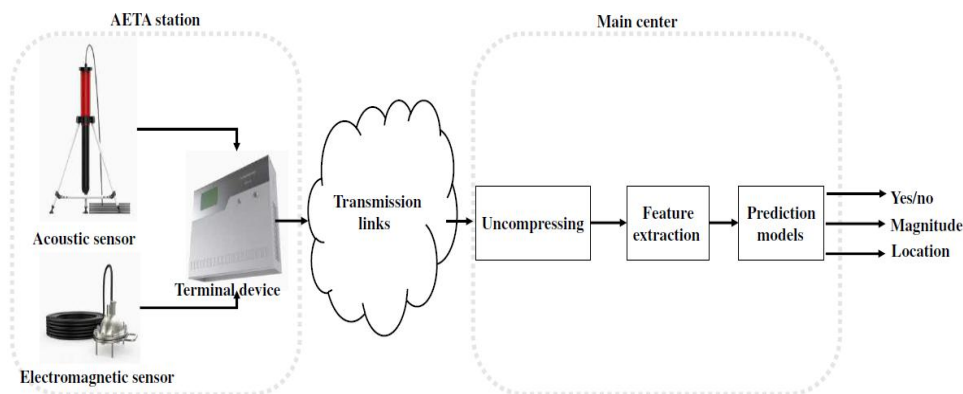 AETA station
Main center
Acoustic sensor
Terminal device
Electromagnetic sensor
Transmission
links
Uncompressing
Feature
extraction
Prediction
models
Yes/no
Magnitude
Location